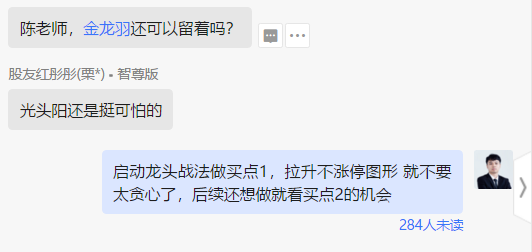 陈老师，金龙羽还可以留着吗？
股友红彤彤(栗*) • 智尊版
光头阳还是挺可怕的
启动龙头战法做买点1，拉升不涨停图形 就不要
太贪心了，后续还想做就看买点2的机会
284人未读